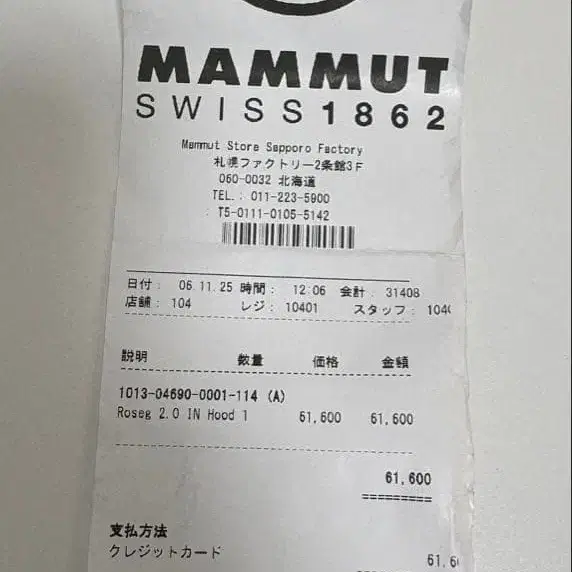 MAMMUT
SWISS1862
Mammut Store Sapporo Factory
札幌ファクトリー2条館3F
060-0032 北海道
TEL.: 011-223-5900
: T5-0111-0105-5142
日付: 06.11.25 時間: 12:06 会計: 31408
店舗: 104 レジ: 10401 スタッフ: 1040
説明 数量 価格 金額
1013-04690-0001-114 (A)
Roseg 2.0 IN Hood 1 61,600 61,600
61,600
=========
支払方法
クレジットカード 61,6